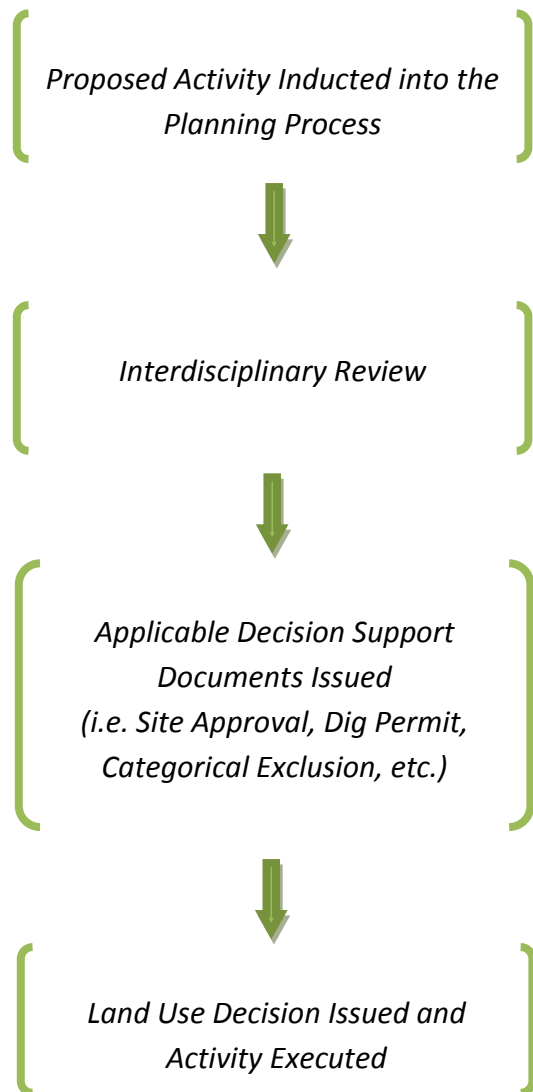 Proposed Activity Inducted into the
Planning Process
Interdisciplinary Review
Applicable Decision Support
Documents Issued
(i.e. Site Approval, Dig Permit,
Categorical Exclusion, etc.)
Land Use Decision Issued and
Activity Executed